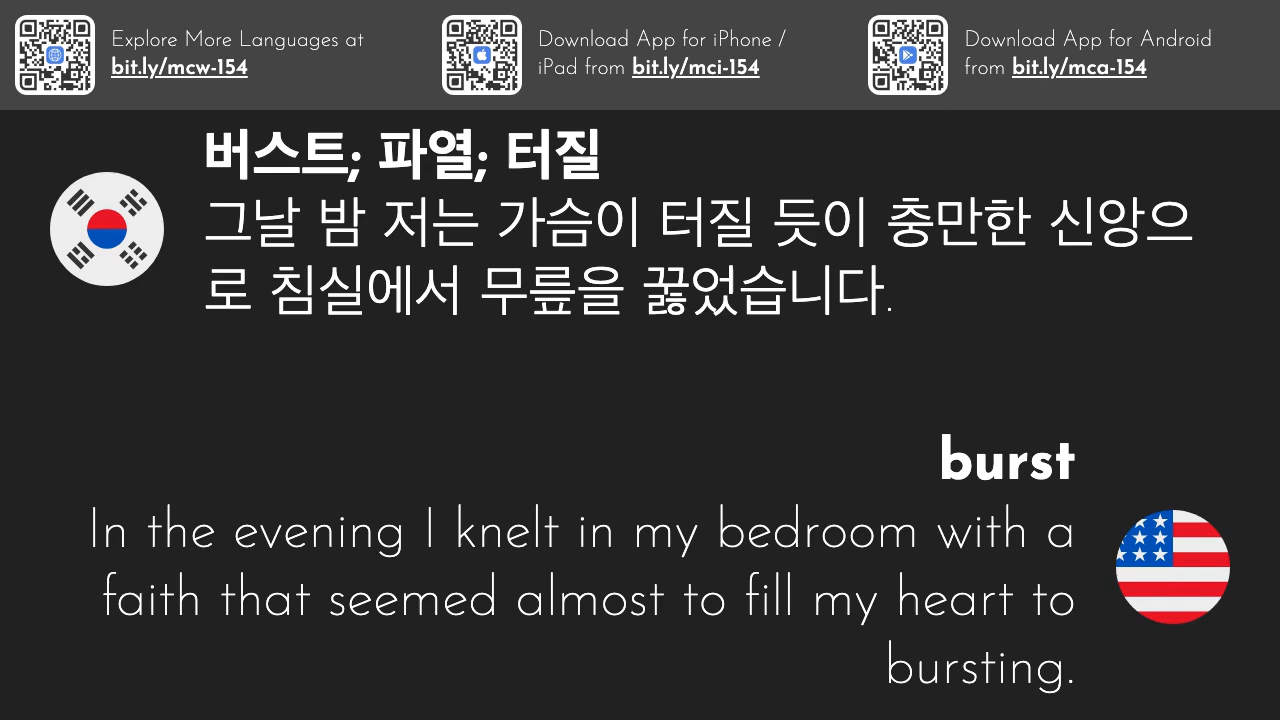 Explore More Languages at
bit.ly/mcw-154
Download App for iPhone /
iPad from bit.ly/mci-154
Download App for Android
from bit.ly/mca-154
버스트; 파열; 터질
그날 밤 저는 가슴이 터질 듯이 충만한 신앙으
로 침실에서 무릎을 꿇었습니다.
burst
In the evening I knelt in my bedroom with a
faith that seemed almost to fill my heart to
bursting.